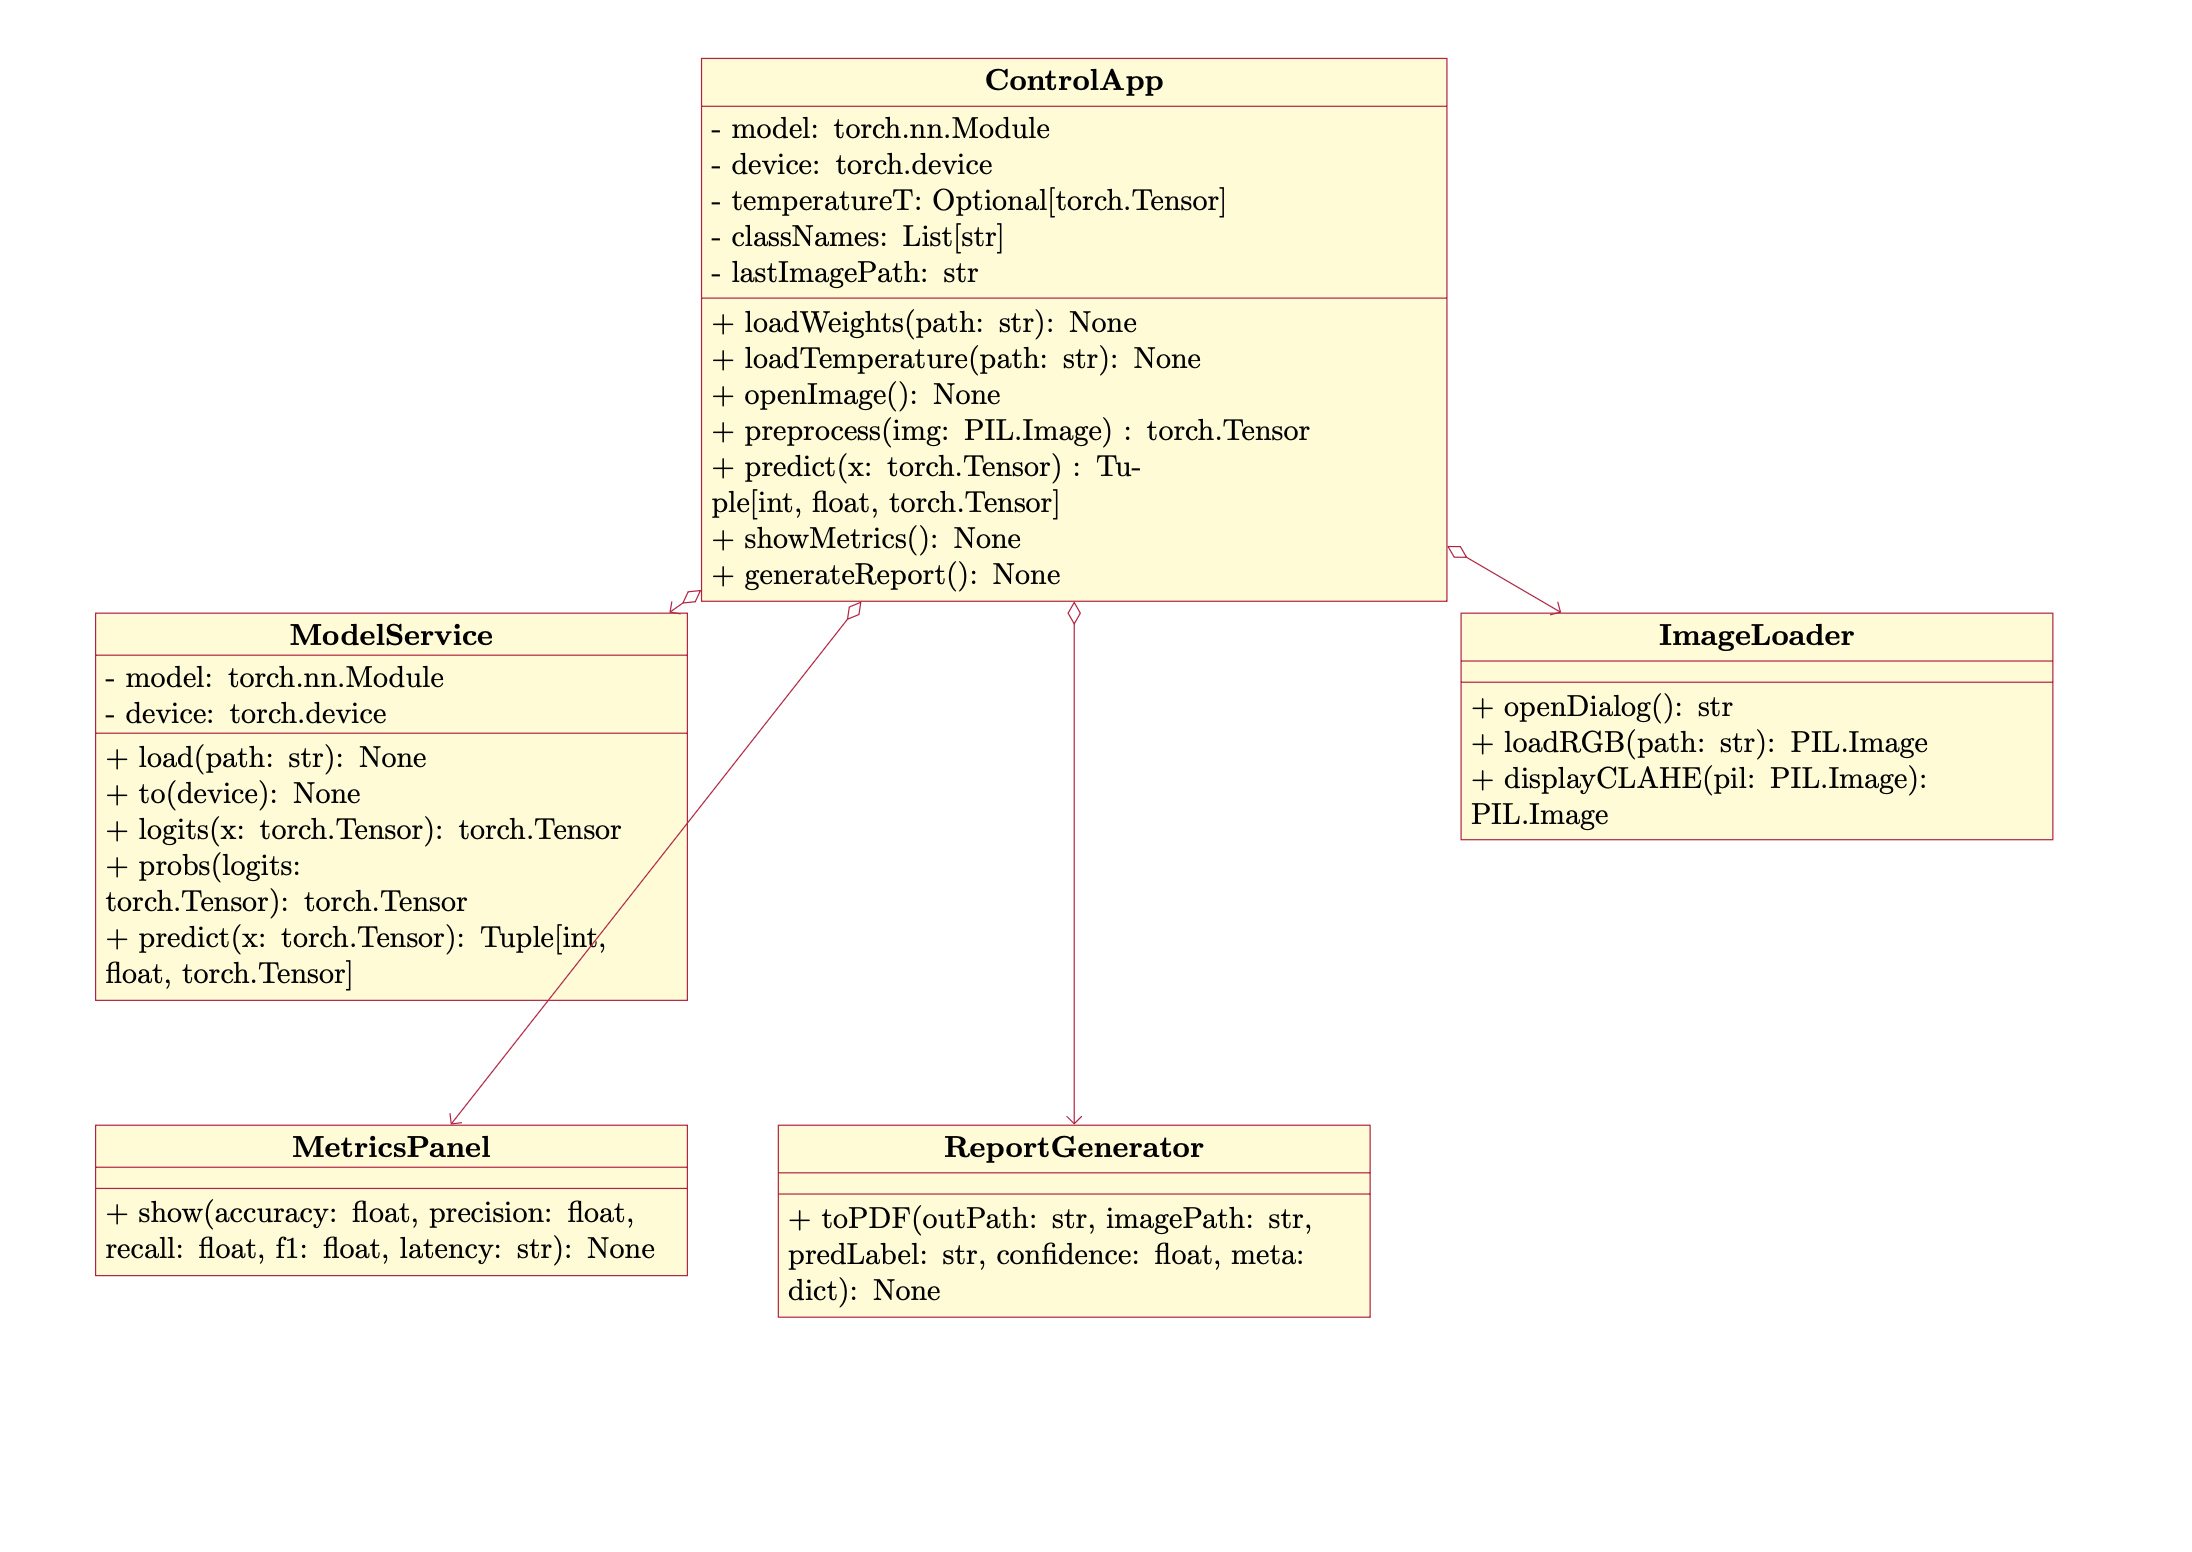 ControlApp
- model: torch.nn.Module
- device: torch.device
- temperatureT: Optional[torch.Tensor]
- classNames: List[str]
- lastImagePath: str
+ loadWeights(path: str): None
+ loadTemperature(path: str): None
+ openImage(): None
+ preprocess(img: PIL.Image) : torch.Tensor
+ predict(x: torch.Tensor) : Tu-
ple[int, float, torch.Tensor]
+ showMetrics(): None
+ generateReport(): None
ModelService
- model: torch.nn.Module
- device: torch.device
+ load(path: str): None
+ to(device): None
+ logits(x: torch.Tensor): torch.Tensor
+ probs(logits:
torch.Tensor): torch.Tensor
+ predict(x: torch.Tensor): Tuple[int,
float, torch.Tensor]
ImageLoader
+ openDialog(): str
+ loadRGB(path: str): PIL.Image
+ displayCLAHE(pil: PIL.Image):
PIL.Image
MetricsPanel
+ show(accuracy: float, precision: float,
recall: float, f1: float, latency: str): None
ReportGenerator
+ toPDF(outPath: str, imagePath: str,
predLabel: str, confidence: float, meta:
dict): None